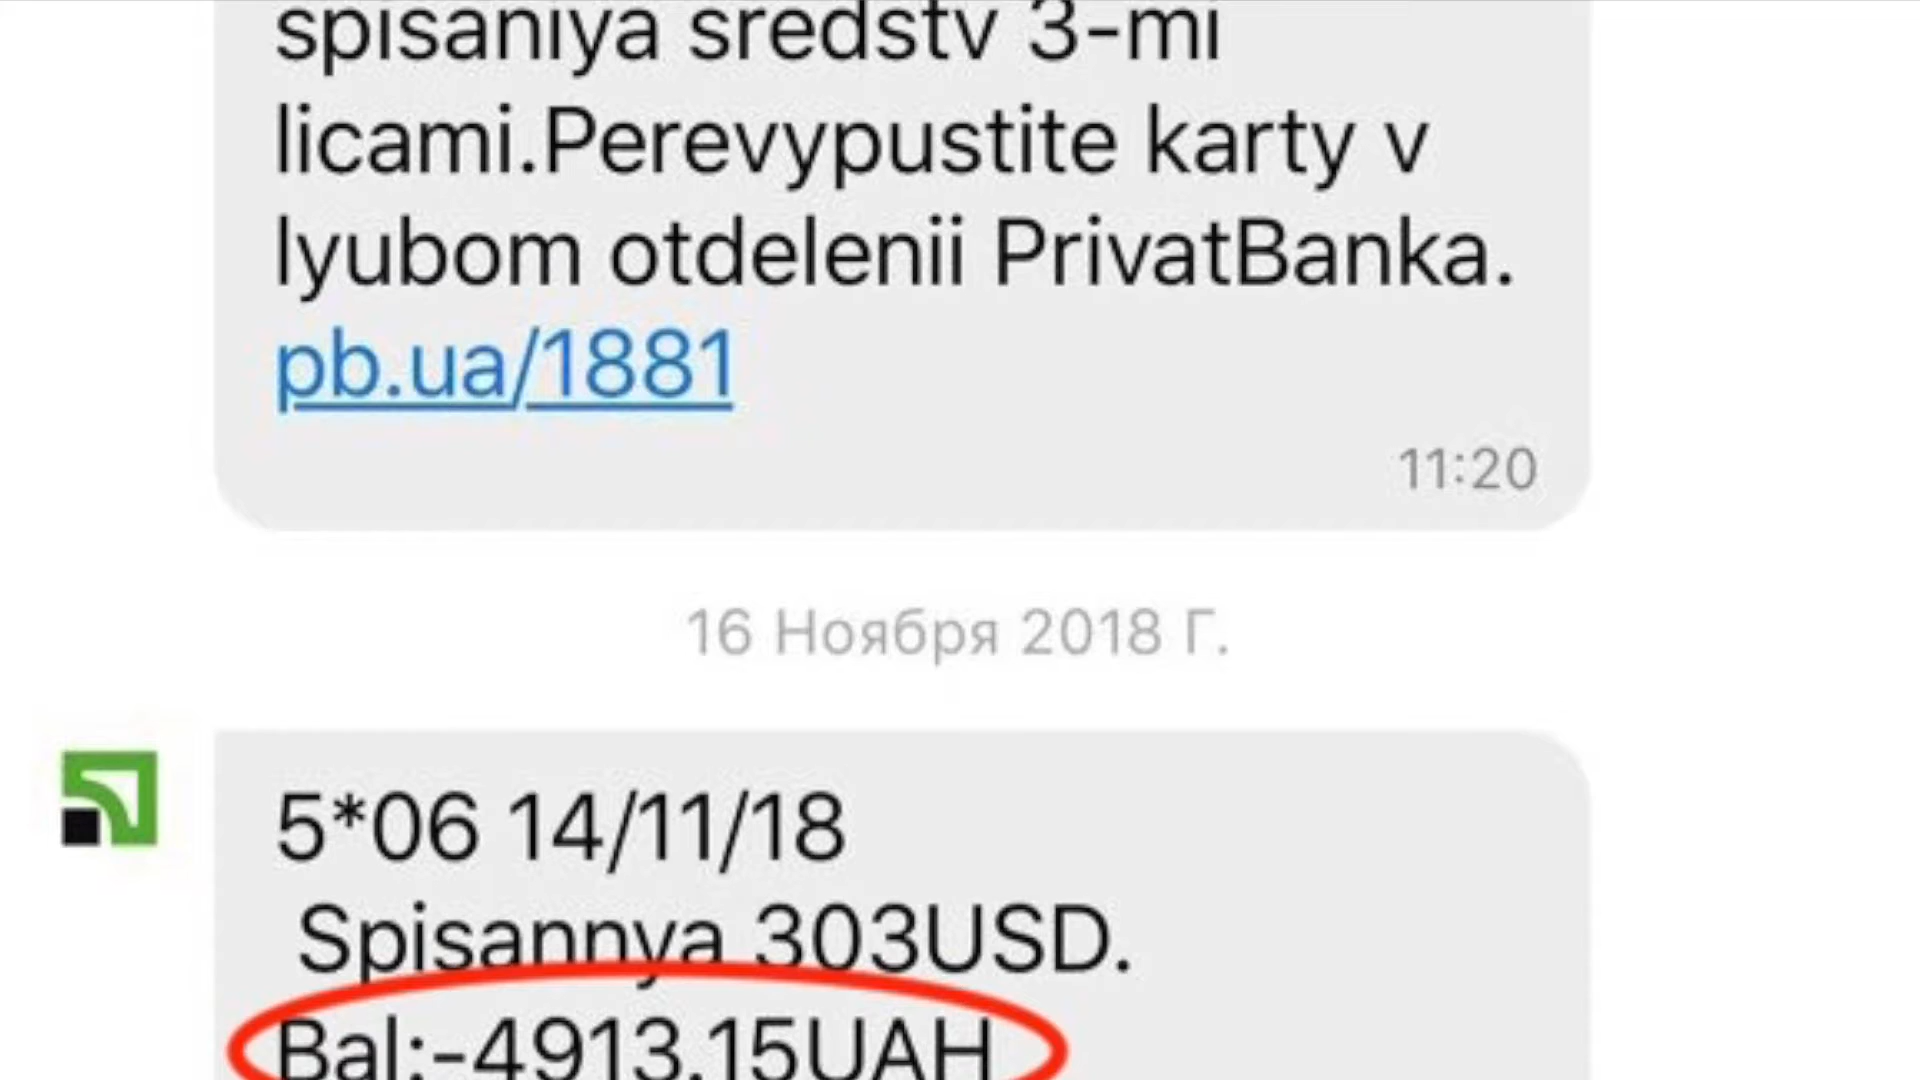 spisaniya sredstv 3-mi
licami.Perevypustite karty v
lyubom otdelenii PrivatBanka.
pb.ua/1881
11:20
16 Ноября 2018 Г.
5*06 14/11/18
Spisannya 303USD.
Bal:-4913.15UAH